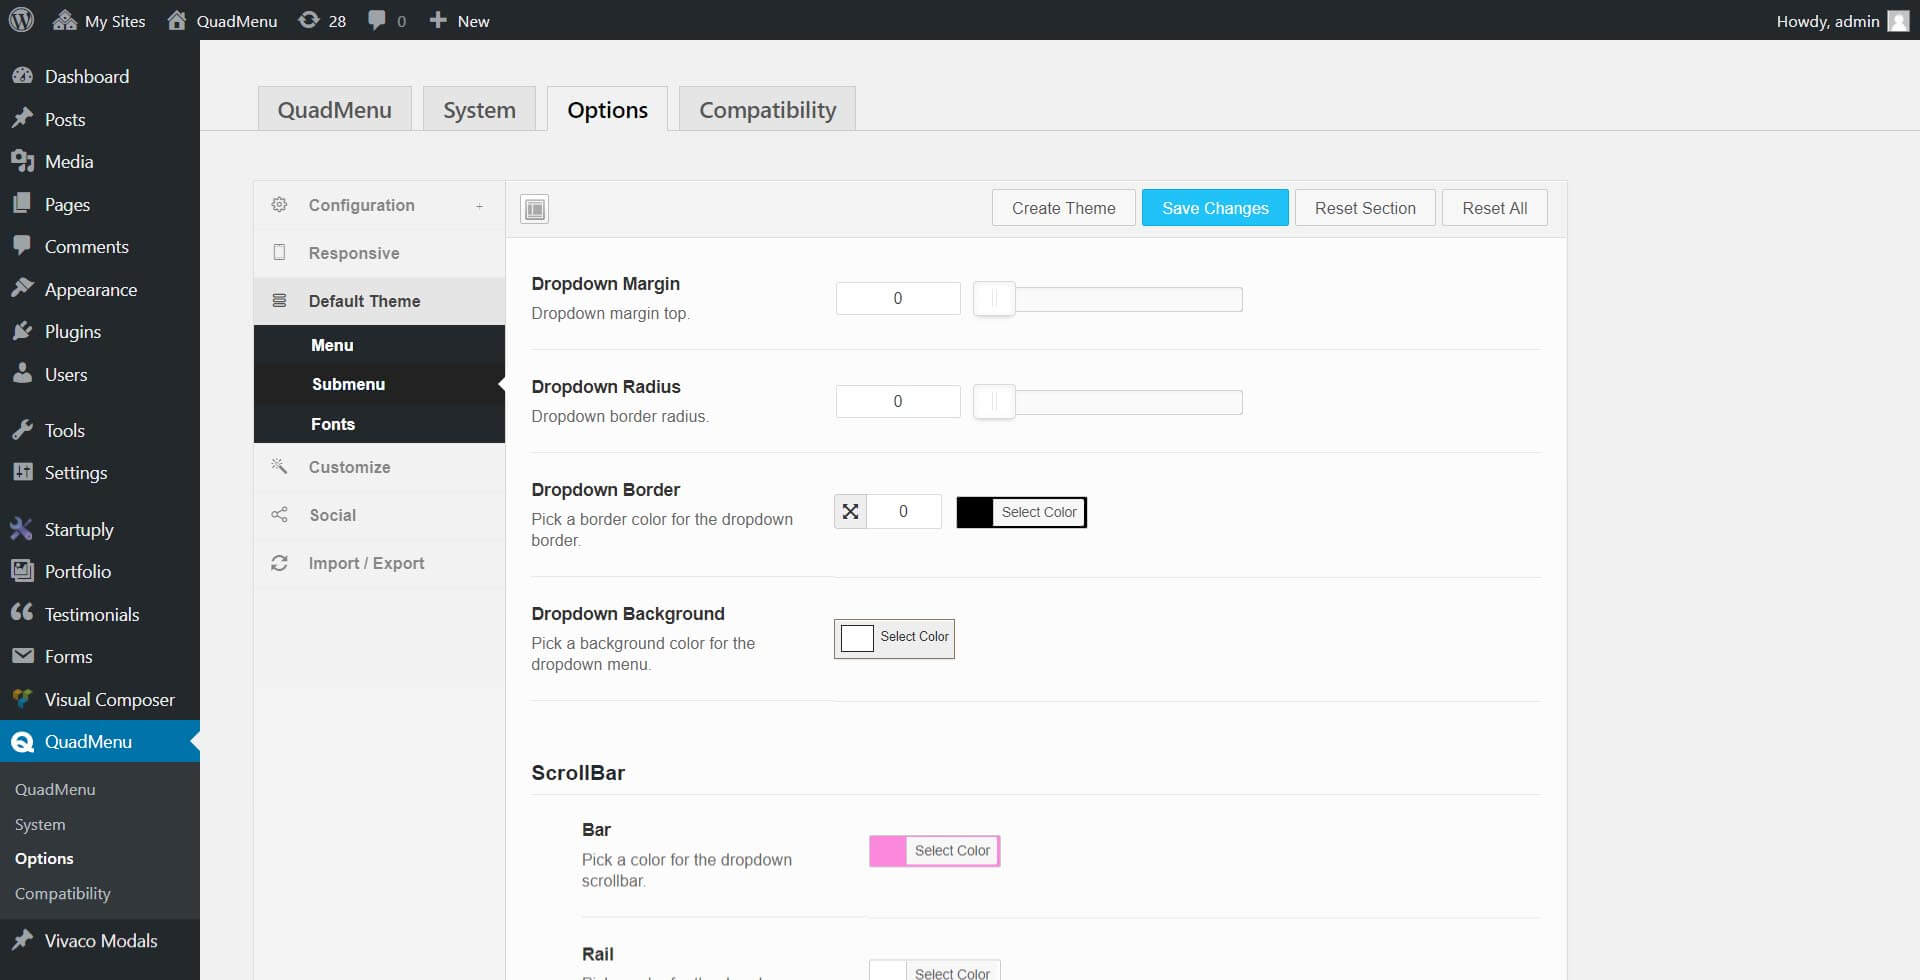 My Sites QuadMenu 28 0 New Howdy, admin
Dashboard
Posts
Media
Pages
Comments
Appearance
Plugins
Users
Tools
Settings
Startuply
Portfolio
Testimonials
Forms
Visual Composer
QuadMenu
QuadMenu
System
Options
Compatibility
Vivaco Modals
QuadMenu System Options Compatibility
Configuration +
Responsive
Default Theme
Menu
Submenu
Fonts
Customize
Social
Import / Export
Create Theme Save Changes Reset Section Reset All
Dropdown Margin
Dropdown margin top.
0
Dropdown Radius
Dropdown border radius.
0
Dropdown Border
Pick a border color for the dropdown
border.
0 Select Color
Dropdown Background
Pick a background color for the
dropdown menu.
Select Color
ScrollBar
Bar
Pick a color for the dropdown
scrollbar.
Select Color
Rail
Select Color